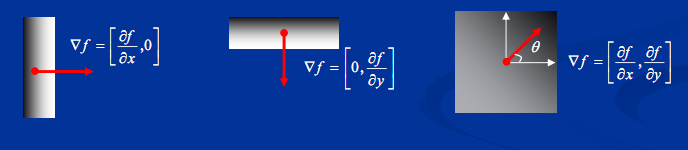 ∇f = [∂f/∂x, 0]
∇f = [0, ∂f/∂y]
θ
∇f = [∂f/∂x, ∂f/∂y]